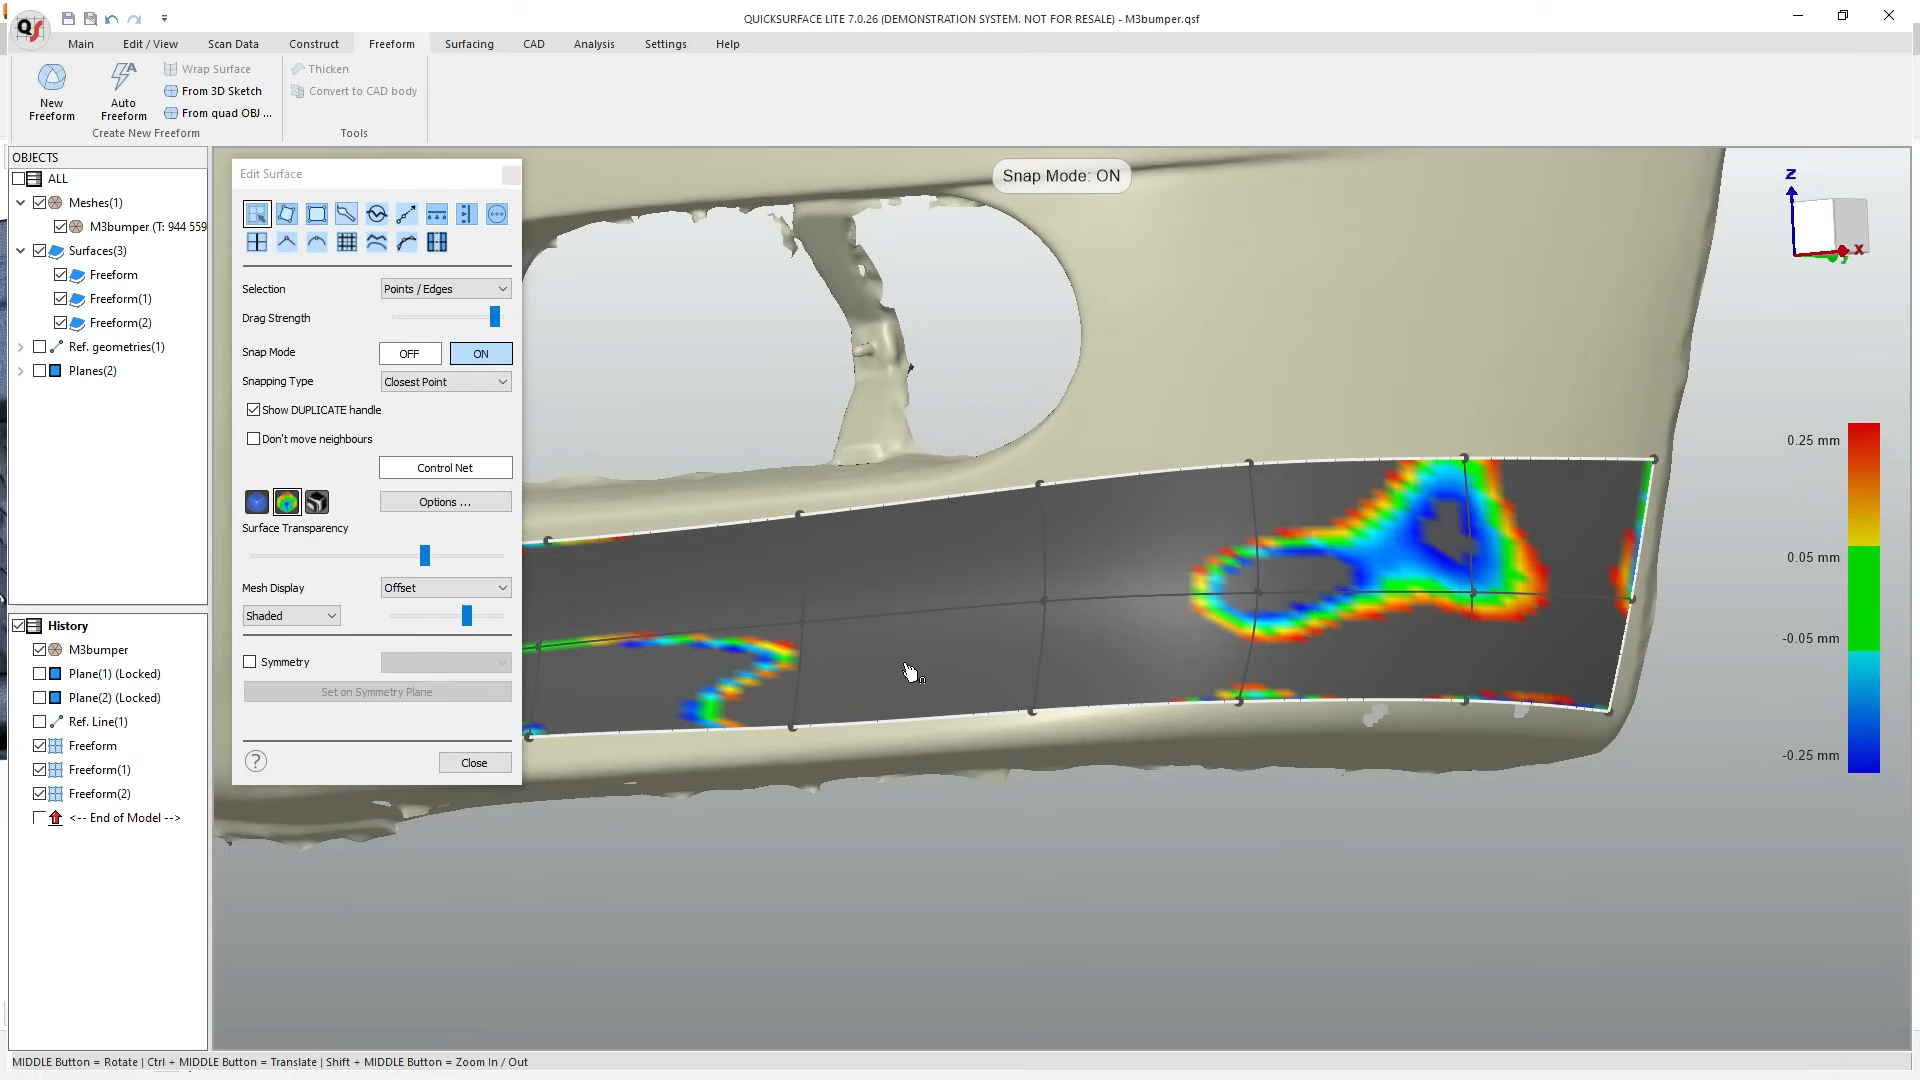 QS
QUICKSURFACE LITE 7.0.26 (DEMONSTRATION SYSTEM. NOT FOR RESALE) - M3bumper.qsf
Main
Edit / View
Scan Data
Construct
Freeform
Surfacing
CAD
Analysis
Settings
Help
New
Freeform
Auto
Freeform
Wrap Surface
From 3D Sketch
From quad OBJ ...
Create New Freeform
Thicken
Convert to CAD body
Tools
OBJECTS
ALL
Meshes(1)
M3bumper (T: 944 559
Surfaces(3)
Freeform
Freeform(1)
Freeform(2)
Ref. geometries(1)
Planes(2)
History
M3bumper
Plane(1) (Locked)
Plane(2) (Locked)
Ref. Line(1)
Freeform
Freeform(1)
Freeform(2)
<-- End of Model -->
Edit Surface
Selection
Points / Edges
Drag Strength
Snap Mode
OFF
ON
Snapping Type
Closest Point
Show DUPLICATE handle
Don't move neighbours
Control Net
Options ...
Surface Transparency
Mesh Display
Offset
Shaded
Symmetry
Set on Symmetry Plane
?
Close
Snap Mode: ON
Z
X
y
0.25 mm
0.05 mm
-0.05 mm
-0.25 mm
MIDDLE Button = Rotate | Ctrl + MIDDLE Button = Translate | Shift + MIDDLE Button = Zoom In / Out